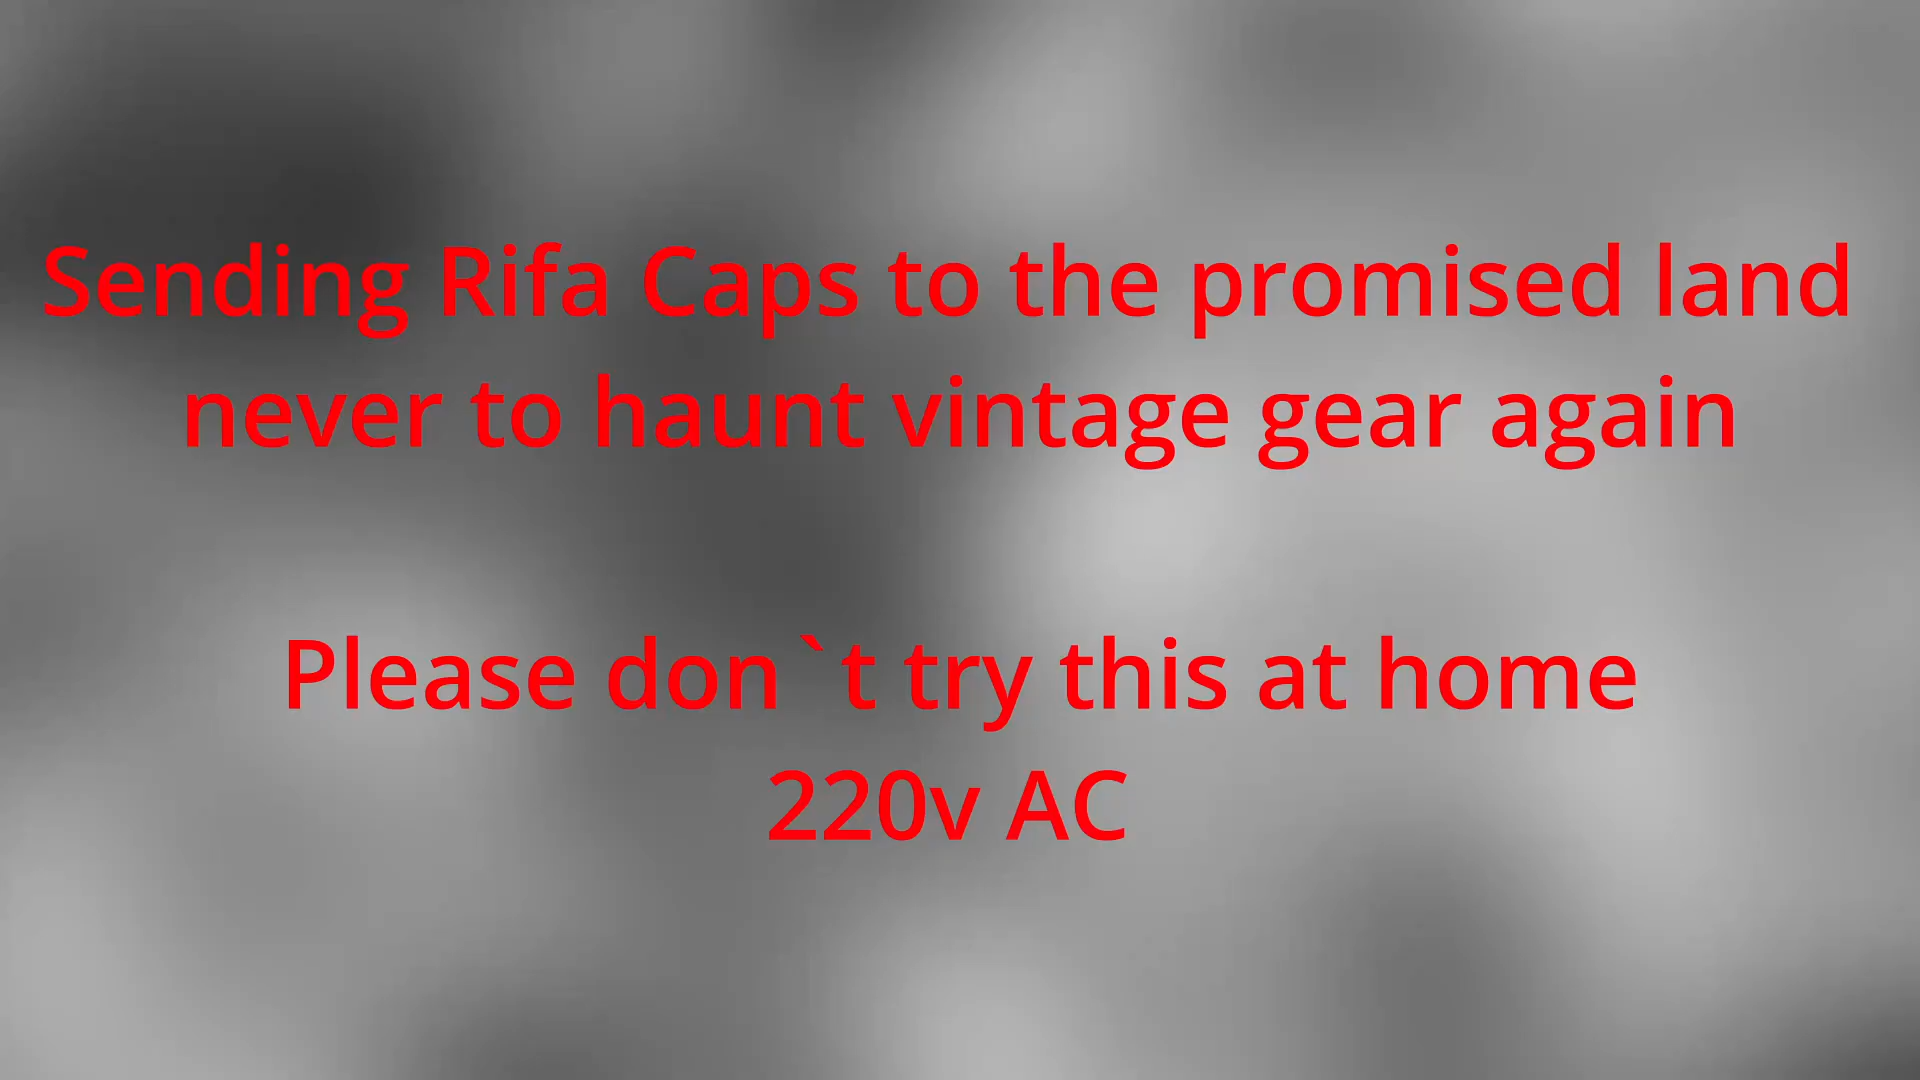 Sending Rifa Caps to the promised land
never to haunt vintage gear again
Please don`t try this at home
220v AC